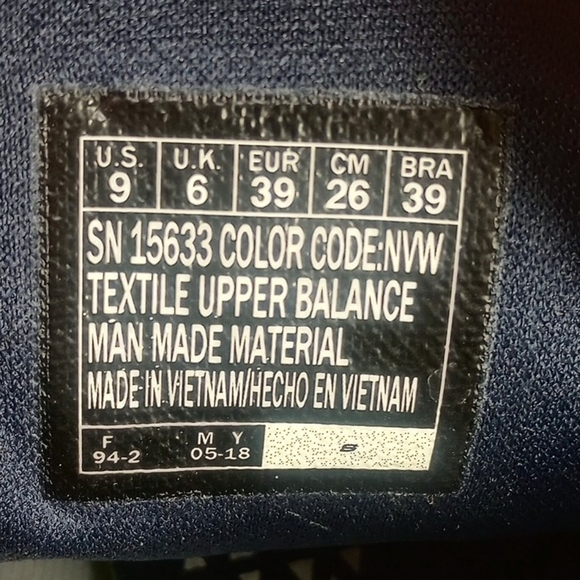 U.S. U.K. EUR CM BRA
9 6 39 26 39
SN 15633 COLOR CODE:NVW
TEXTILE UPPER BALANCE
MAN MADE MATERIAL
MADE IN VIETNAM/HECHO EN VIETNAM
F M Y
94-2 05-18